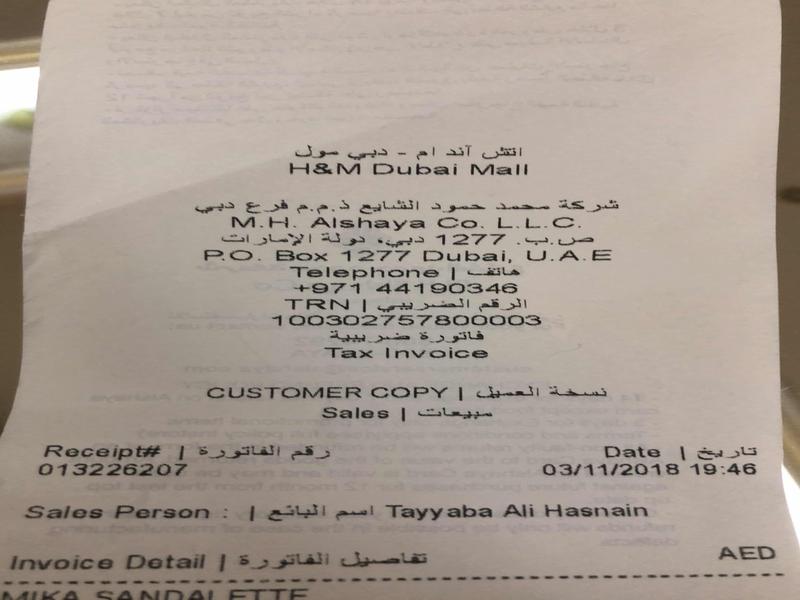 اتش آند ام - دبي مول
H&M Dubai Mall
شركة محمد حمود الشايع ذ.م.م فرع دبي
M.H. Alshaya Co. L.L.C.
ص.ب. 1277 دبي، دولة الإمارات
P.O. Box 1277 Dubai, U.A.E
Telephone | هاتف
+971 44190346
TRN | الرقم الضريبي
100302757800003
فاتورة ضريبية
Tax Invoice
CUSTOMER COPY | نسخة العميل
Sales | مبيعات
Receipt# | رقم الفاتورة Date | تاريخ
013226207 03/11/2018 19:46
Sales Person : | اسم البائع Tayyaba Ali Hasnain
Invoice Detail | تفاصيل الفاتورة AED
MIKA SANDALETTE